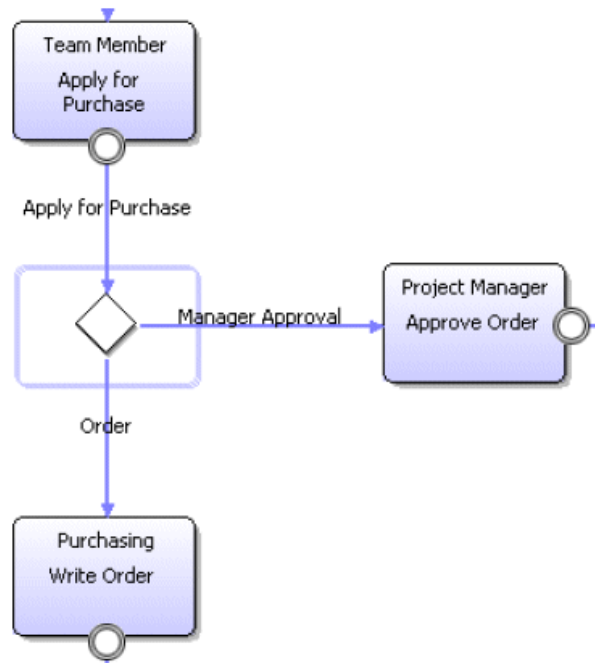 Team Member
Apply for
Purchase
Apply for Purchase
Manager Approval
Project Manager
Approve Order
Order
Purchasing
Write Order